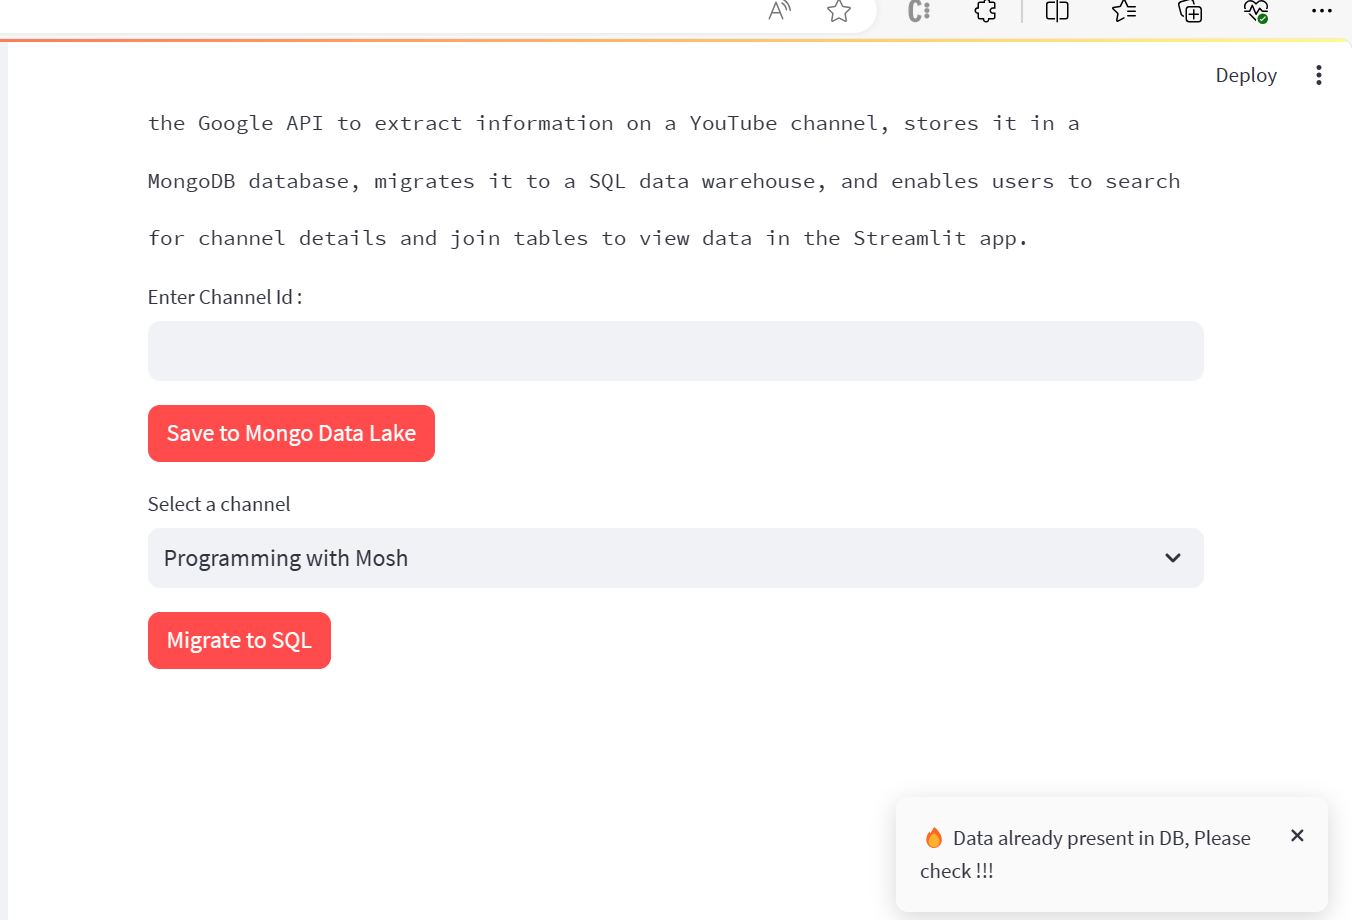 Deploy
the Google API to extract information on a YouTube channel, stores it in a
MongoDB database, migrates it to a SQL data warehouse, and enables users to search
for channel details and join tables to view data in the Streamlit app.
Enter Channel Id :
Save to Mongo Data Lake
Select a channel
Programming with Mosh
Migrate to SQL
🔥 Data already present in DB, Please
check !!!